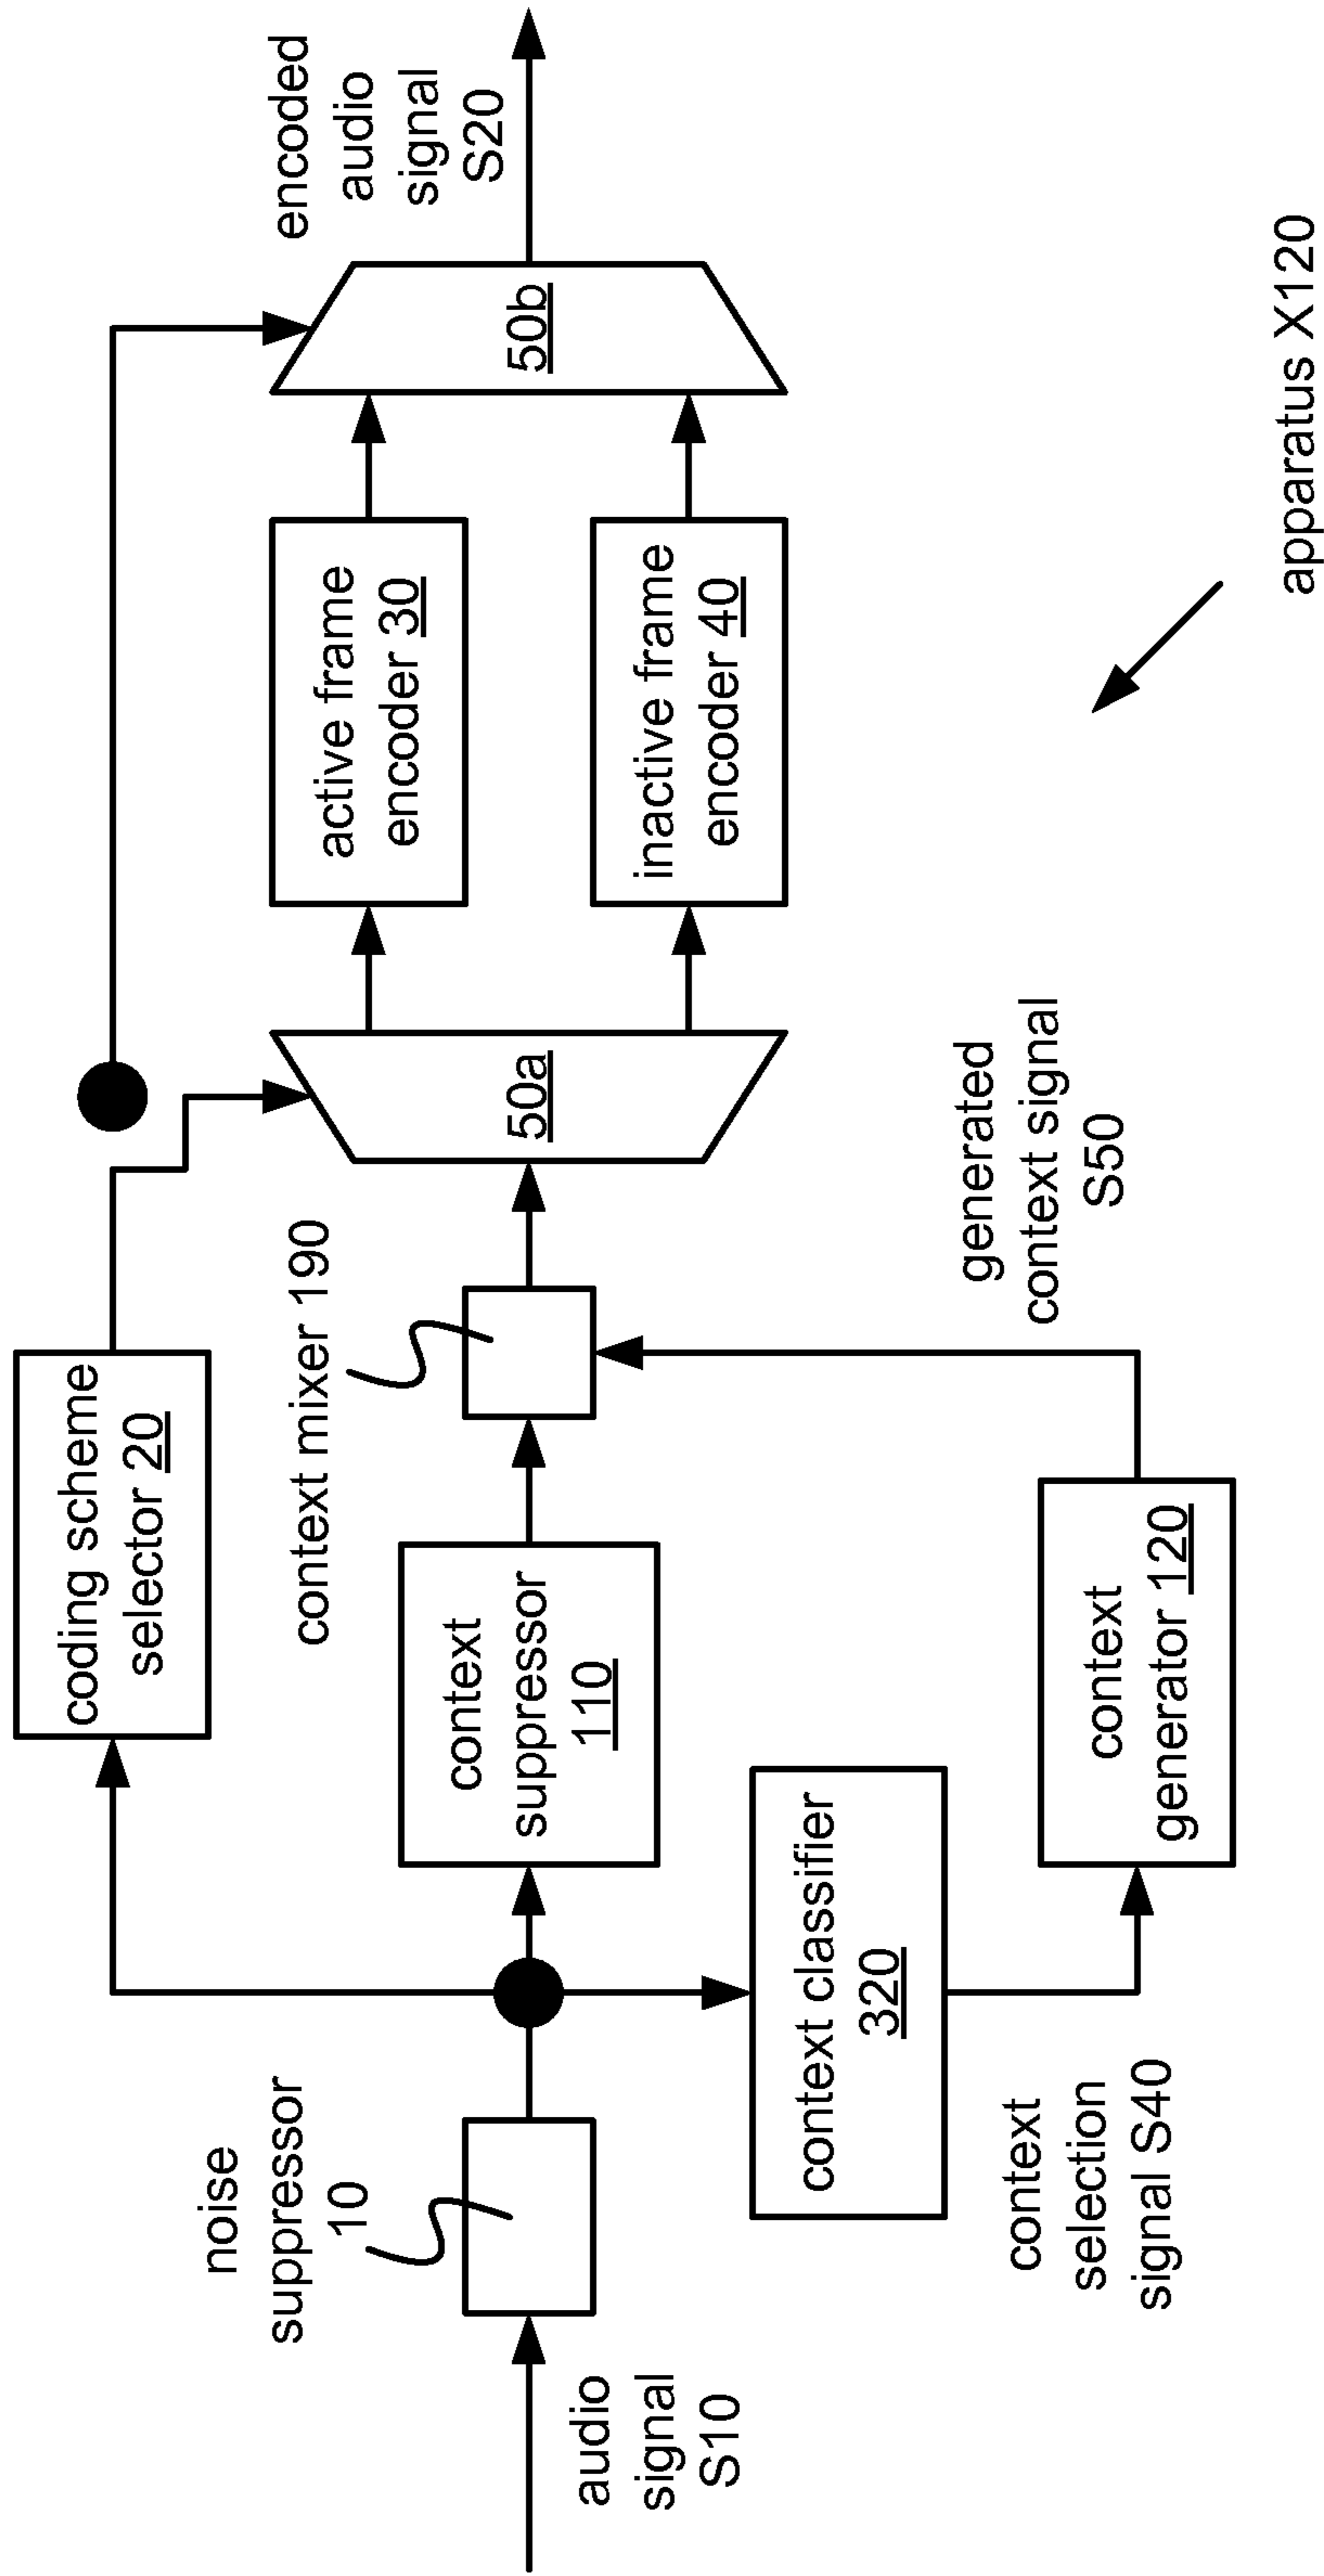 audio
signal
S10
noise
suppressor
10
coding scheme
selector 20
context
suppressor
110
context classifier
320
context
selection
signal S40
context
generator 120
generated
context signal
S50
context mixer 190
50a
active frame
encoder 30
inactive frame
encoder 40
50b
encoded
audio
signal
S20
apparatus X120